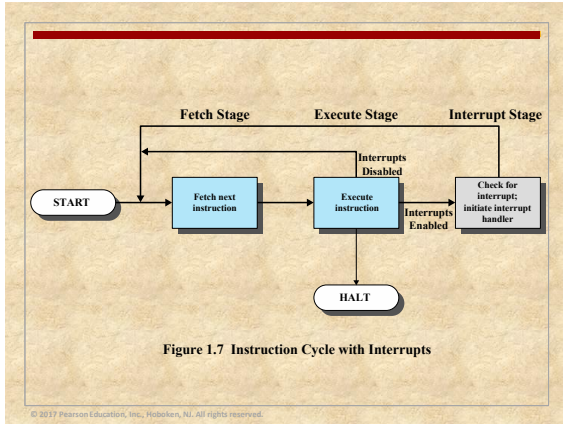 Fetch Stage
Execute Stage
Interrupt Stage
Interrupts
Disabled
START
Fetch next
instruction
Execute
instruction
Interrupts
Enabled
Check for
interrupt;
initiate interrupt
handler
HALT
Figure 1.7 Instruction Cycle with Interrupts
© 2017 Pearson Education, Inc., Hoboken, NJ. All rights reserved.